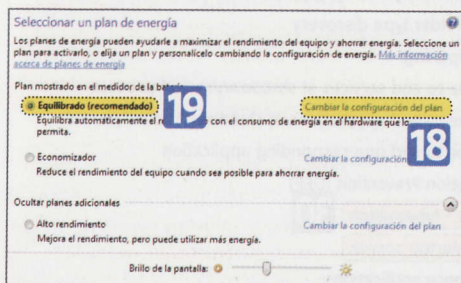 Seleccionar un plan de energía
Los planes de energía pueden ayudarle a maximizar el rendimiento del equipo y ahorrar energía. Seleccione un
plan para activarlo, o elija un plan y personalícelo cambiando la configuración de energía. Más información
acerca de planes de energía
Plan mostrado en el medidor de la
Equilibrado (recomendado) 19 Cambiar la configuración del plan
Equilibra automáticamente el con el consumo de energía en el hardware que lo
permita. 18
Economizador Cambiar la configuración
Reduce el rendimiento del equipo cuando sea posible para ahorrar energía.
Ocultar planes adicionales
Alto rendimiento Cambiar la configuración del plan
Mejora el rendimiento, pero puede utilizar más energía.
Brillo de la pantalla: